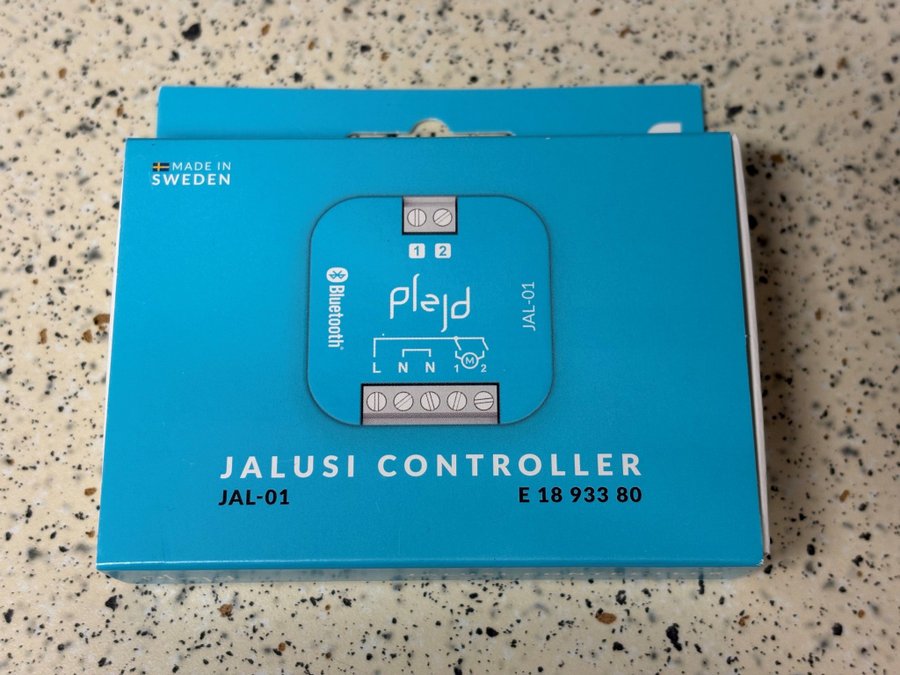 MADE IN
SWEDEN
1 2
Bluetooth®
plejd
JAL-01
L N N 1 M 2
JALUSI CONTROLLER
JAL-01 E 18 933 80